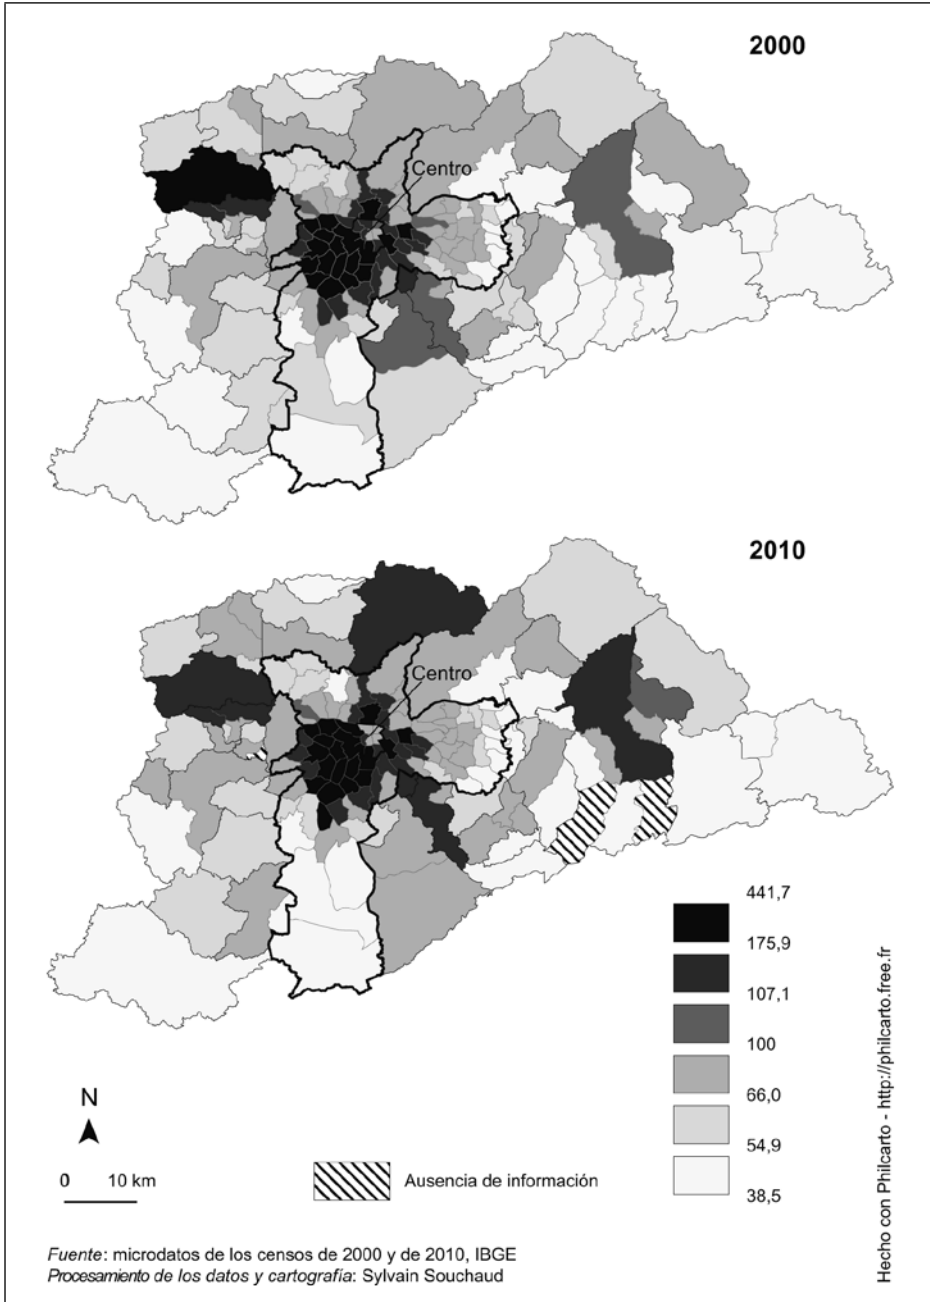 2000
Centro
2010
Centro
441,7
175,9
107,1
100
66,0
54,9
38,5
N
0 10 km
Ausencia de información
Fuente: microdatos de los censos de 2000 y de 2010, IBGE
Procesamiento de los datos y cartografía: Sylvain Souchaud
Hecho con Philcarto - http://philcarto.free.fr